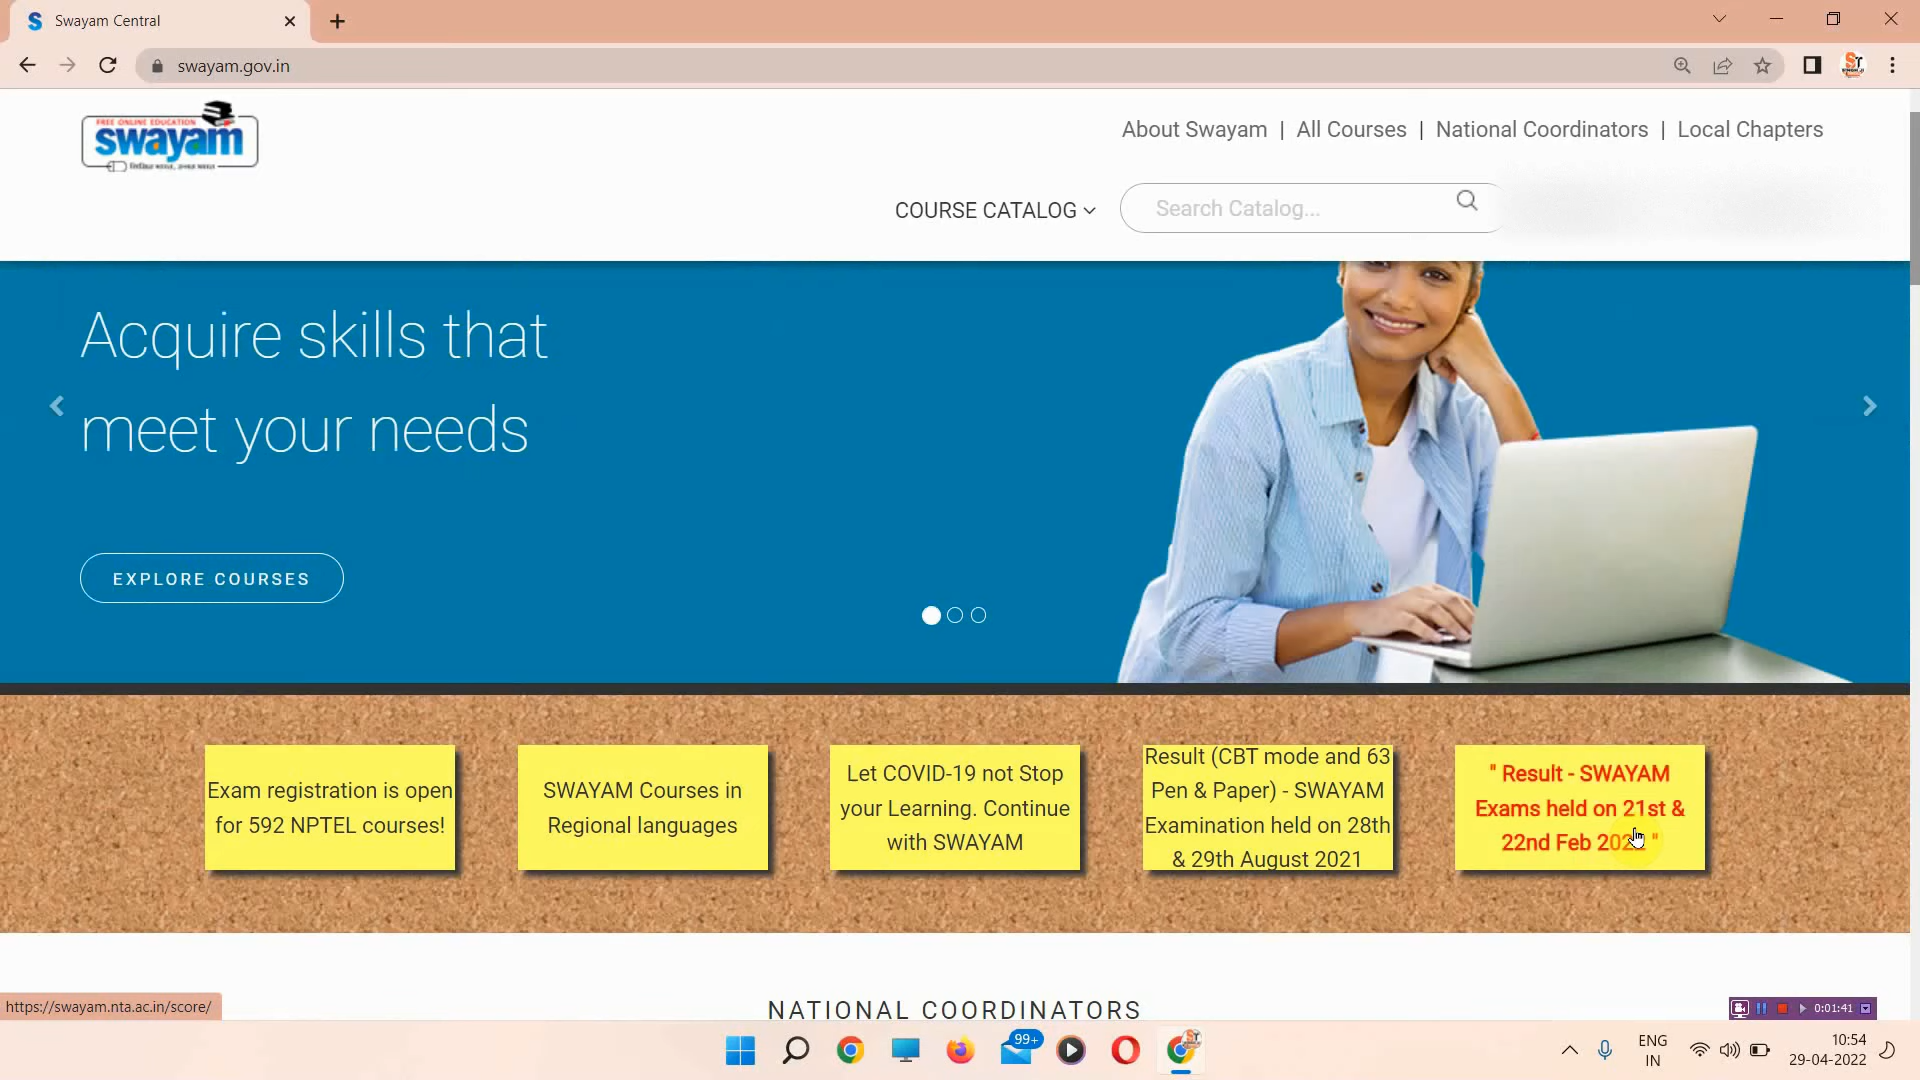 Swayam Central
swayam.gov.in
FREE ONLINE EDUCATION
swayam
About Swayam | All Courses | National Coordinators | Local Chapters
COURSE CATALOG
Search Catalog...
Acquire skills that
meet your needs
EXPLORE COURSES
Exam registration is open
for 592 NPTEL courses!
SWAYAM Courses in
Regional languages
Let COVID-19 not Stop
your Learning. Continue
with SWAYAM
Result (CBT mode and 63
Pen & Paper) - SWAYAM
Examination held on 28th
& 29th August 2021
" Result - SWAYAM
Exams held on 21st &
22nd Feb "
NATIONAL COORDINATORS
https://swayam.nta.ac.in/score/
0:01:41
99+
ENG
IN
10:54
29-04-2022